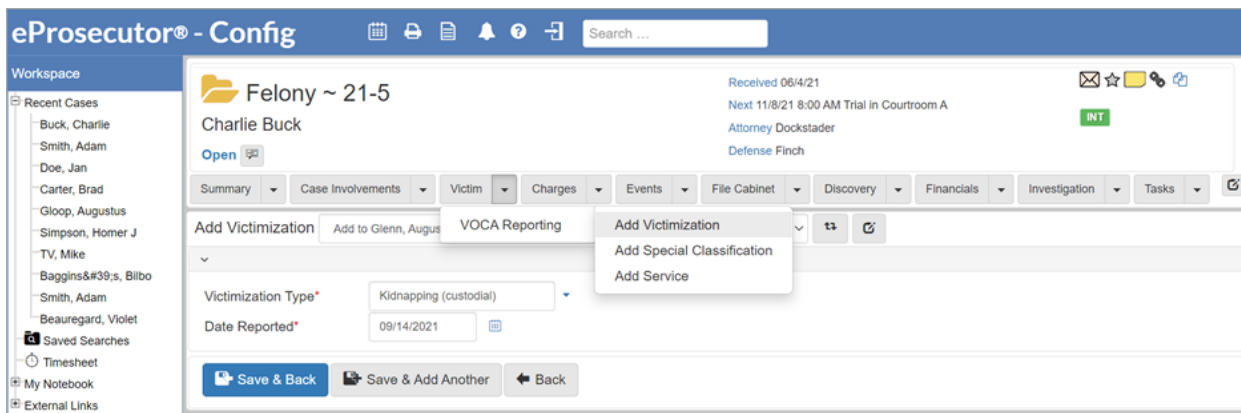 eProsecutor® - Config
Search ...
Workspace
Recent Cases
Buck, Charlie
Smith, Adam
Doe, Jan
Carter, Brad
Gloop, Augustus
Simpson, Homer J
TV, Mike
Baggins&#39;s, Bilbo
Smith, Adam
Beauregard, Violet
Saved Searches
Timesheet
My Notebook
External Links
Felony ~ 21-5
Charlie Buck
Open
Received 06/4/21
Next 11/8/21 8:00 AM Trial in Courtroom A
Attorney Dockstader
Defense Finch
INT
Summary Case Involvements Victim Charges Events File Cabinet Discovery Financials Investigation Tasks
VOCA Reporting
Add Victimization
Add Special Classification
Add Service
Add Victimization Add to Glenn, Augus
Victimization Type* Kidnapping (custodial)
Date Reported* 09/14/2021
Save & Back Save & Add Another Back